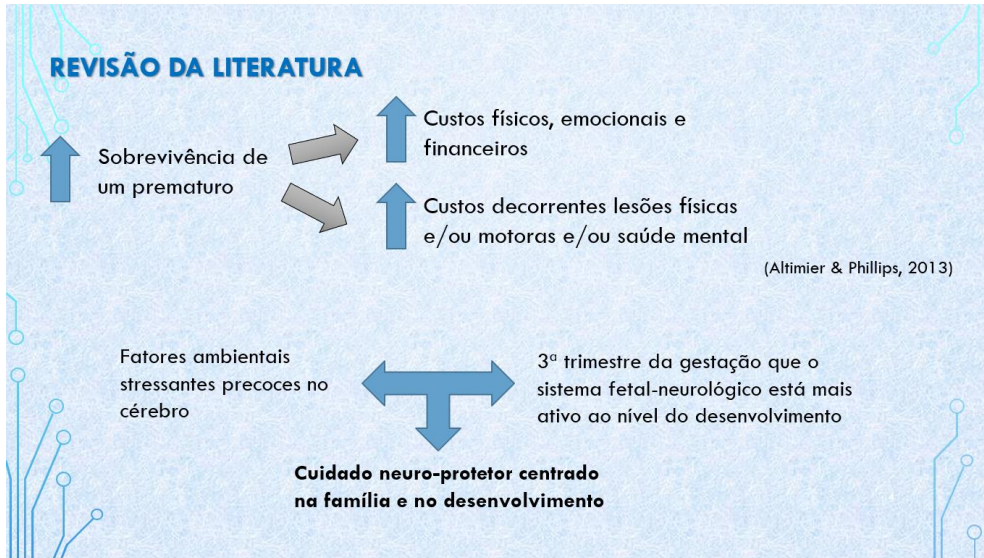 REVISÃO DA LITERATURA
Sobrevivência de
um prematuro
Custos físicos, emocionais e
financeiros
Custos decorrentes lesões físicas
e/ou motoras e/ou saúde mental
(Altimier & Phillips, 2013)
Fatores ambientais
stressantes precoces no
cérebro
3º trimestre da gestação que o
sistema fetal-neurológico está mais
ativo ao nível do desenvolvimento
Cuidado neuro-protetor centrado
na família e no desenvolvimento